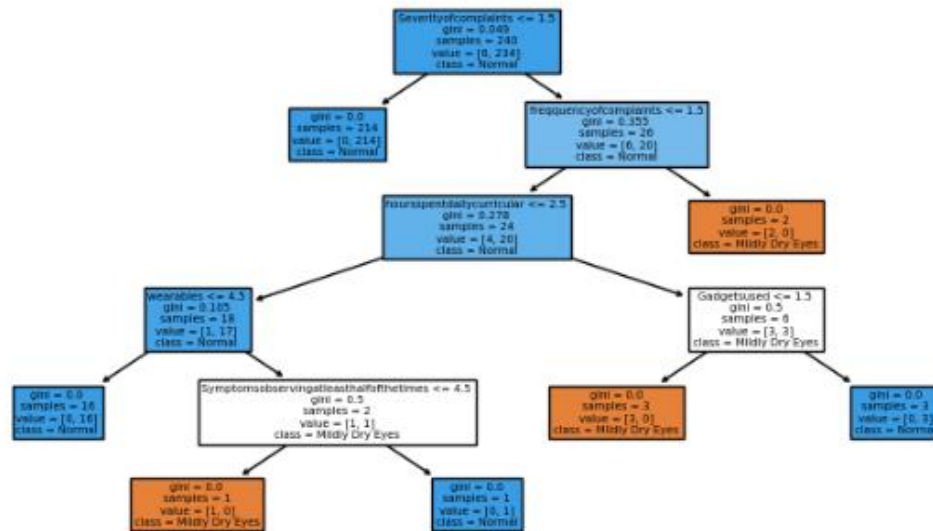 Severityofcomplaints <= 1.5
gini = 0.049
samples = 240
value = [6, 234]
class = Normal
gini = 0.0
samples = 214
value = [0, 214]
class = Normal
freqquencyofcomplaints <= 1.5
gini = 0.355
samples = 26
value = [6, 20]
class = Normal
hoursspentdailycurricular <= 2.5
gini = 0.278
samples = 24
value = [4, 20]
class = Normal
gini = 0.0
samples = 2
value = [2, 0]
class = Mildly Dry Eyes
wearables <= 4.5
gini = 0.105
samples = 18
value = [1, 17]
class = Normal
Gadgetsused <= 1.5
gini = 0.5
samples = 6
value = [3, 3]
class = Mildly Dry Eyes
gini = 0.0
samples = 16
value = [0, 16]
class = Normal
Symptomsobservingatleasthalfofthetimes <= 4.5
gini = 0.5
samples = 2
value = [1, 1]
class = Mildly Dry Eyes
gini = 0.0
samples = 3
value = [3, 0]
class = Mildly Dry Eyes
gini = 0.0
samples = 3
value = [0, 3]
class = Normal
gini = 0.0
samples = 1
value = [1, 0]
class = Mildly Dry Eyes
gini = 0.0
samples = 1
value = [0, 1]
class = Normal